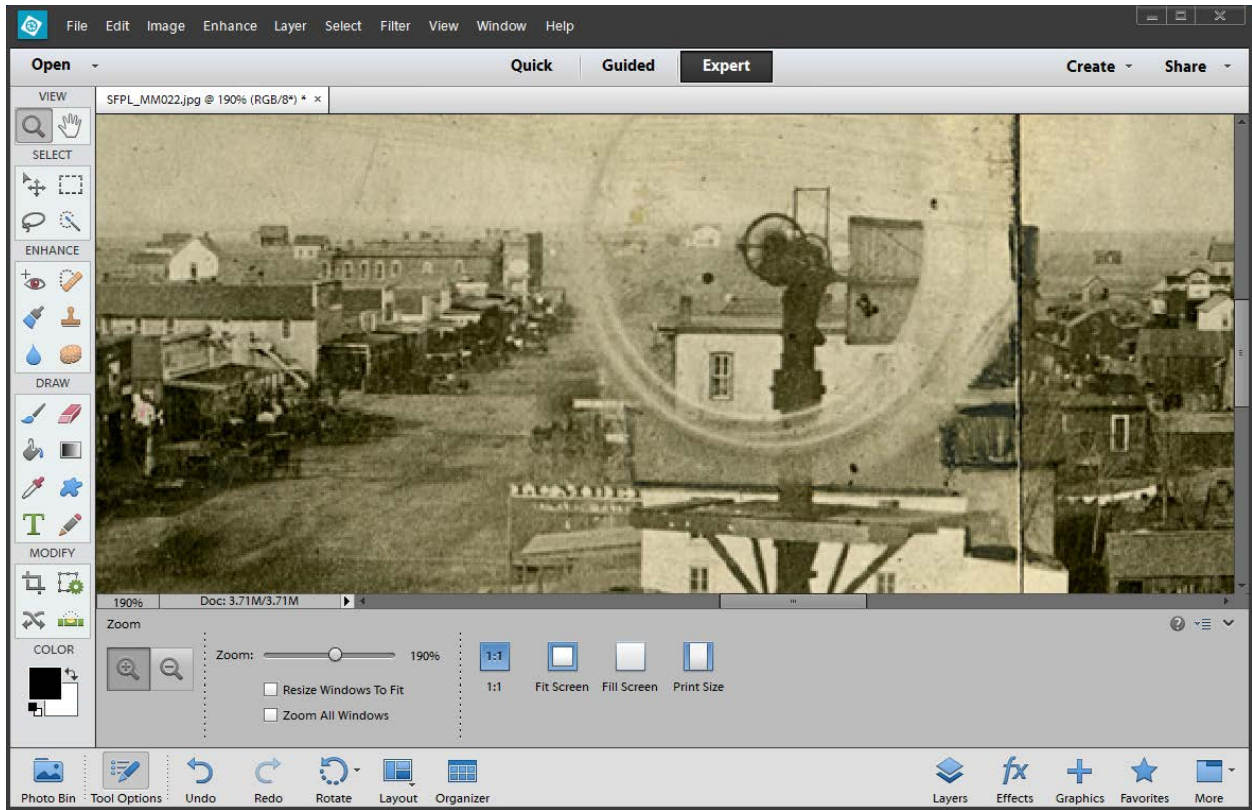 File Edit Image Enhance Layer Select Filter View Window Help
Open Quick Guided Expert Create Share
VIEW
SFPL_MM022.jpg @ 190% (RGB/8*) * ×
SELECT
ENHANCE
DRAW
T
MODIFY
190% Doc: 3.71M/3.71M
Zoom
COLOR
Zoom: 190% 1:1
Resize Windows To Fit 1:1 Fit Screen Fill Screen Print Size
Zoom All Windows
fx
Photo Bin Tool Options Undo Redo Rotate Layout Organizer Layers Effects Graphics Favorites More